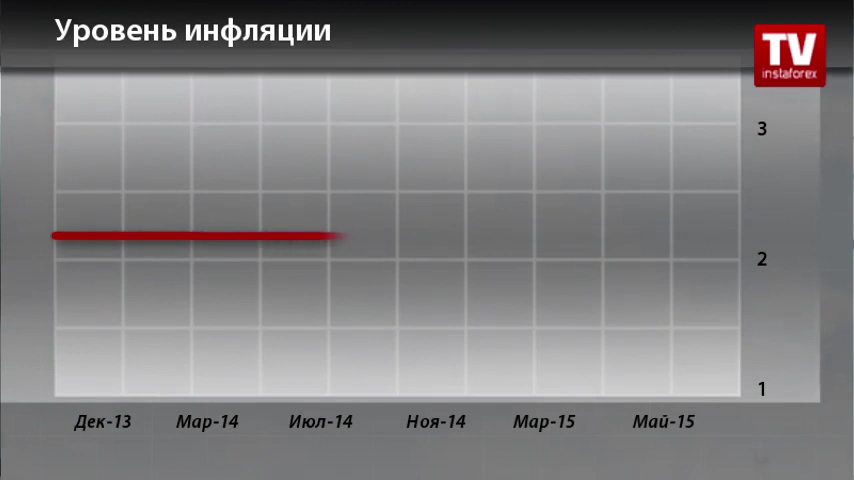 Уровень инфляции
TV
instaforex
3
2
1
Дек-13 Мар-14 Июл-14 Ноя-14 Мар-15 Май-15